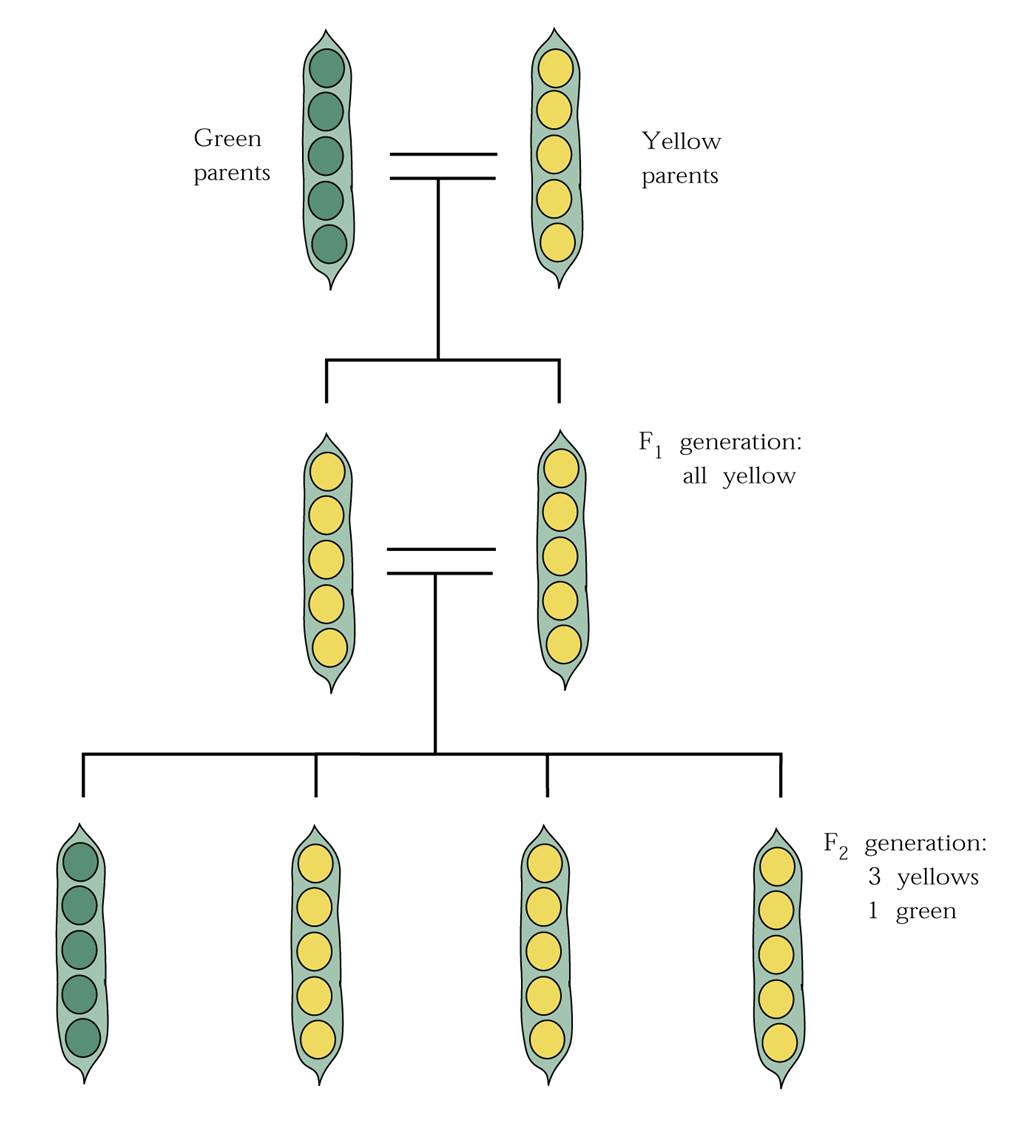 Green
parents
Yellow
parents
F₁ generation:
all yellow
F₂ generation:
3 yellows
1 green